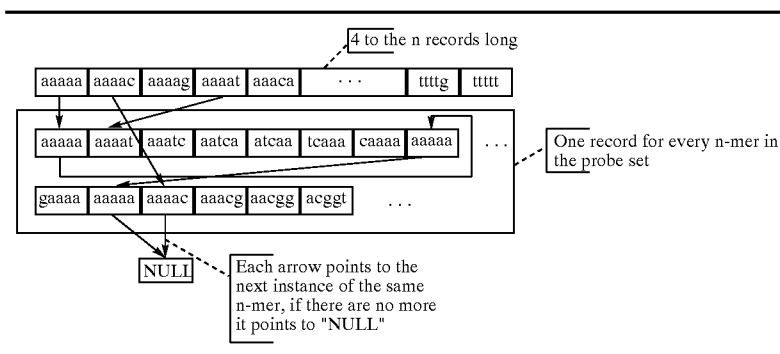 4 to the n records long
aaaaa aaaac aaaag aaaat aaaca ... ttttg ttttt
aaaaa aaaat aaatc aatca atcaa tcaaa caaaa aaaaa ...
One record for every n-mer in
the probe set
gaaaa aaaaa aaaac aaacg aacgg acggt ...
NULL
Each arrow points to the
next instance of the same
n-mer, if there are no more
it points to "NULL"